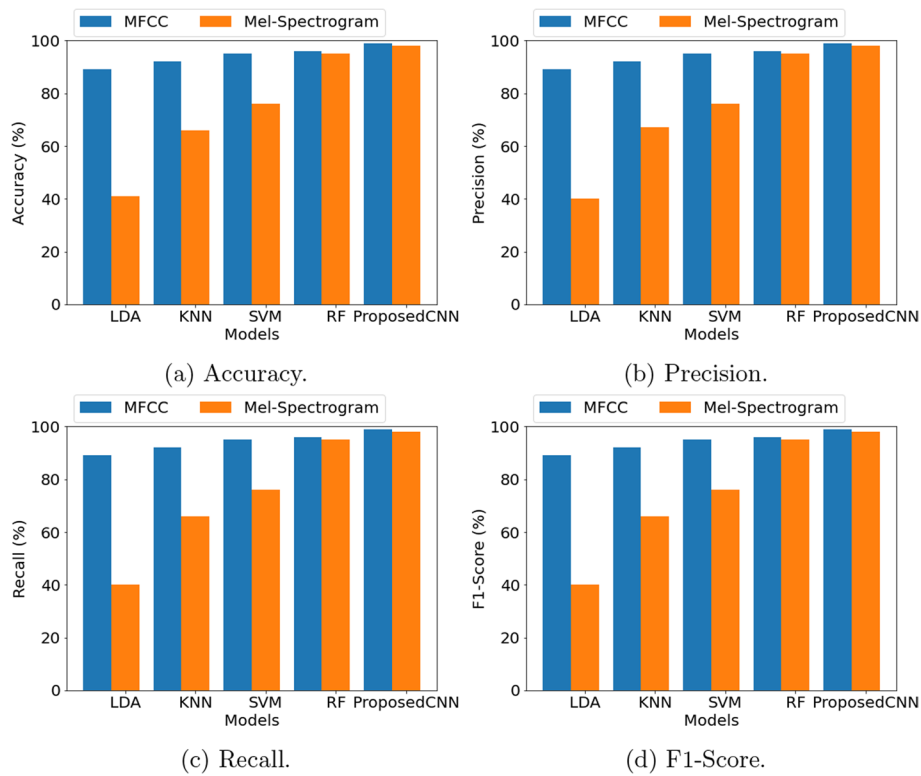 MFCC Mel-Spectrogram
100
80
60
40
20
0
Accuracy (%)
LDA KNN SVM RF ProposedCNN
Models
(a) Accuracy.
MFCC Mel-Spectrogram
100
80
60
40
20
0
Precision (%)
LDA KNN SVM RF ProposedCNN
Models
(b) Precision.
MFCC Mel-Spectrogram
100
80
60
40
20
0
Recall (%)
LDA KNN SVM RF ProposedCNN
Models
(c) Recall.
MFCC Mel-Spectrogram
100
80
60
40
20
0
F1-Score (%)
LDA KNN SVM RF ProposedCNN
Models
(d) F1-Score.